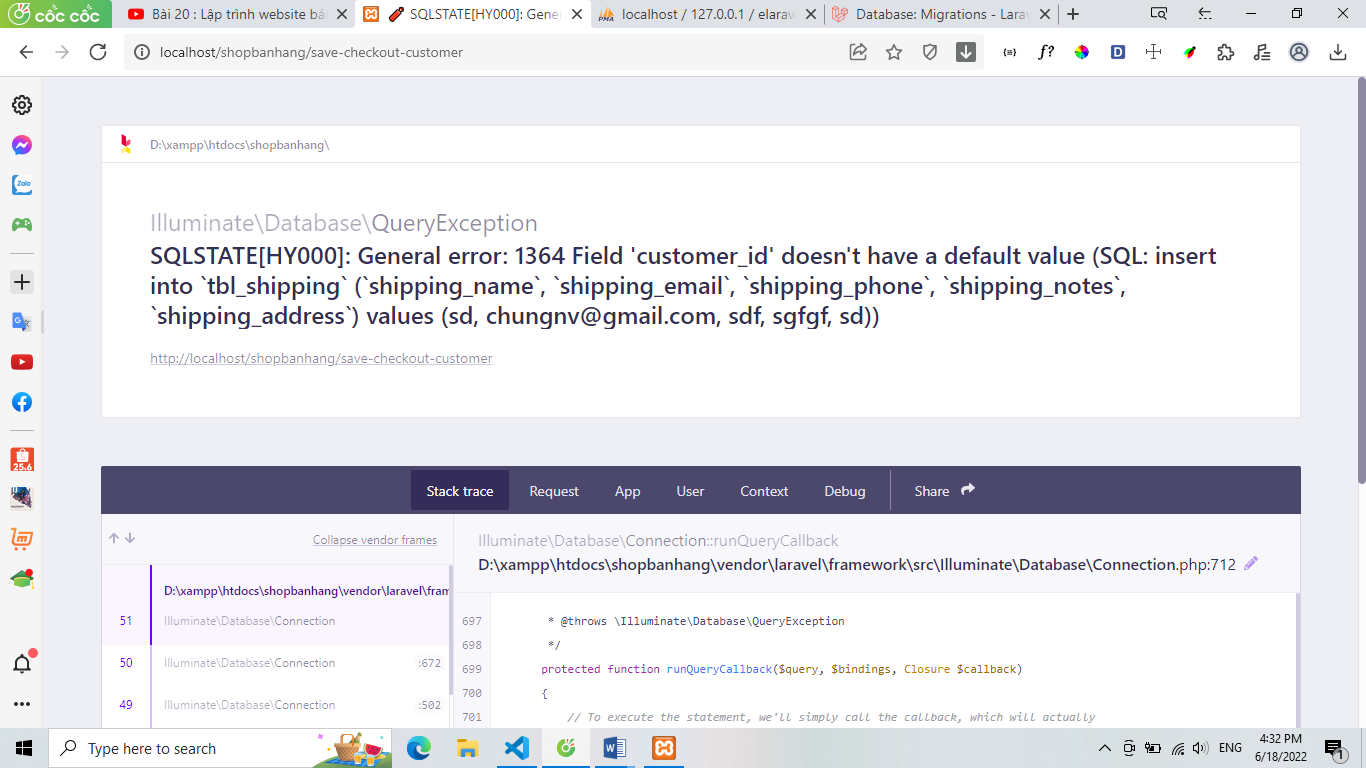 cốc cốc
Bài 20 : Lập trình website bá
SQLSTATE[HY000]: Gener
localhost / 127.0.0.1 / elarav
Database: Migrations - Larav
localhost/shopbanhang/save-checkout-customer
D:\xampp\htdocs\shopbanhang\
Illuminate\Database\QueryException
SQLSTATE[HY000]: General error: 1364 Field 'customer_id' doesn't have a default value (SQL: insert
into `tbl_shipping` (`shipping_name`, `shipping_email`, `shipping_phone`, `shipping_notes`,
`shipping_address`) values (sd, chungnv@gmail.com, sdf, sgfgf, sd))
http://localhost/shopbanhang/save-checkout-customer
Zalo
25.6
Stack trace
Request
App
User
Context
Debug
Share
Collapse vendor frames
D:\xampp\htdocs\shopbanhang\vendor\laravel\fram
51 Illuminate\Database\Connection
50 Illuminate\Database\Connection :672
49 Illuminate\Database\Connection :502
Illuminate\Database\Connection::runQueryCallback
D:\xampp\htdocs\shopbanhang\vendor\laravel\framework\src\Illuminate\Database\Connection.php:712
697 * @throws \Illuminate\Database\QueryException
698 */
699 protected function runQueryCallback($query, $bindings, Closure $callback)
700 {
701 // To execute the statement, we'll simply call the callback, which will actually
Type here to search
ENG
4:32 PM
6/18/2022
1